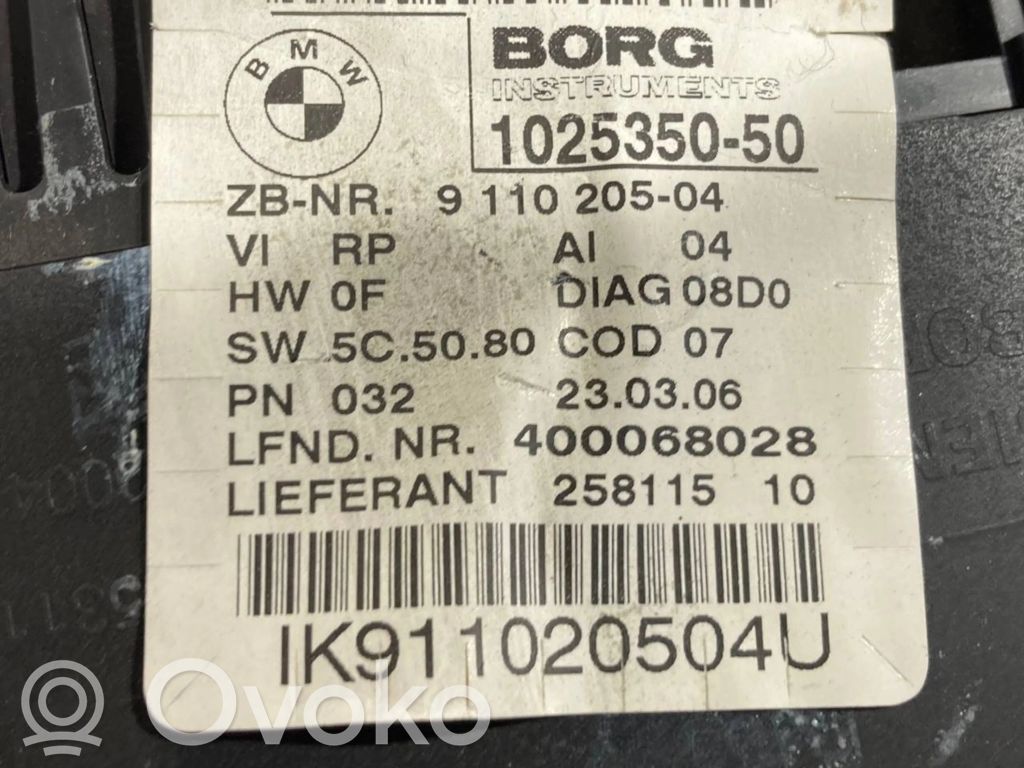 BMW
BORG
INSTRUMENTS
1025350-50
ZB-NR. 9 110 205-04
VI RP AI 04
HW 0F DIAG 08D0
SW 5C.50.80 COD 07
PN 032 23.03.06
LFND. NR. 400068028
LIEFERANT 258115 10
IK911020504U
Ovoko